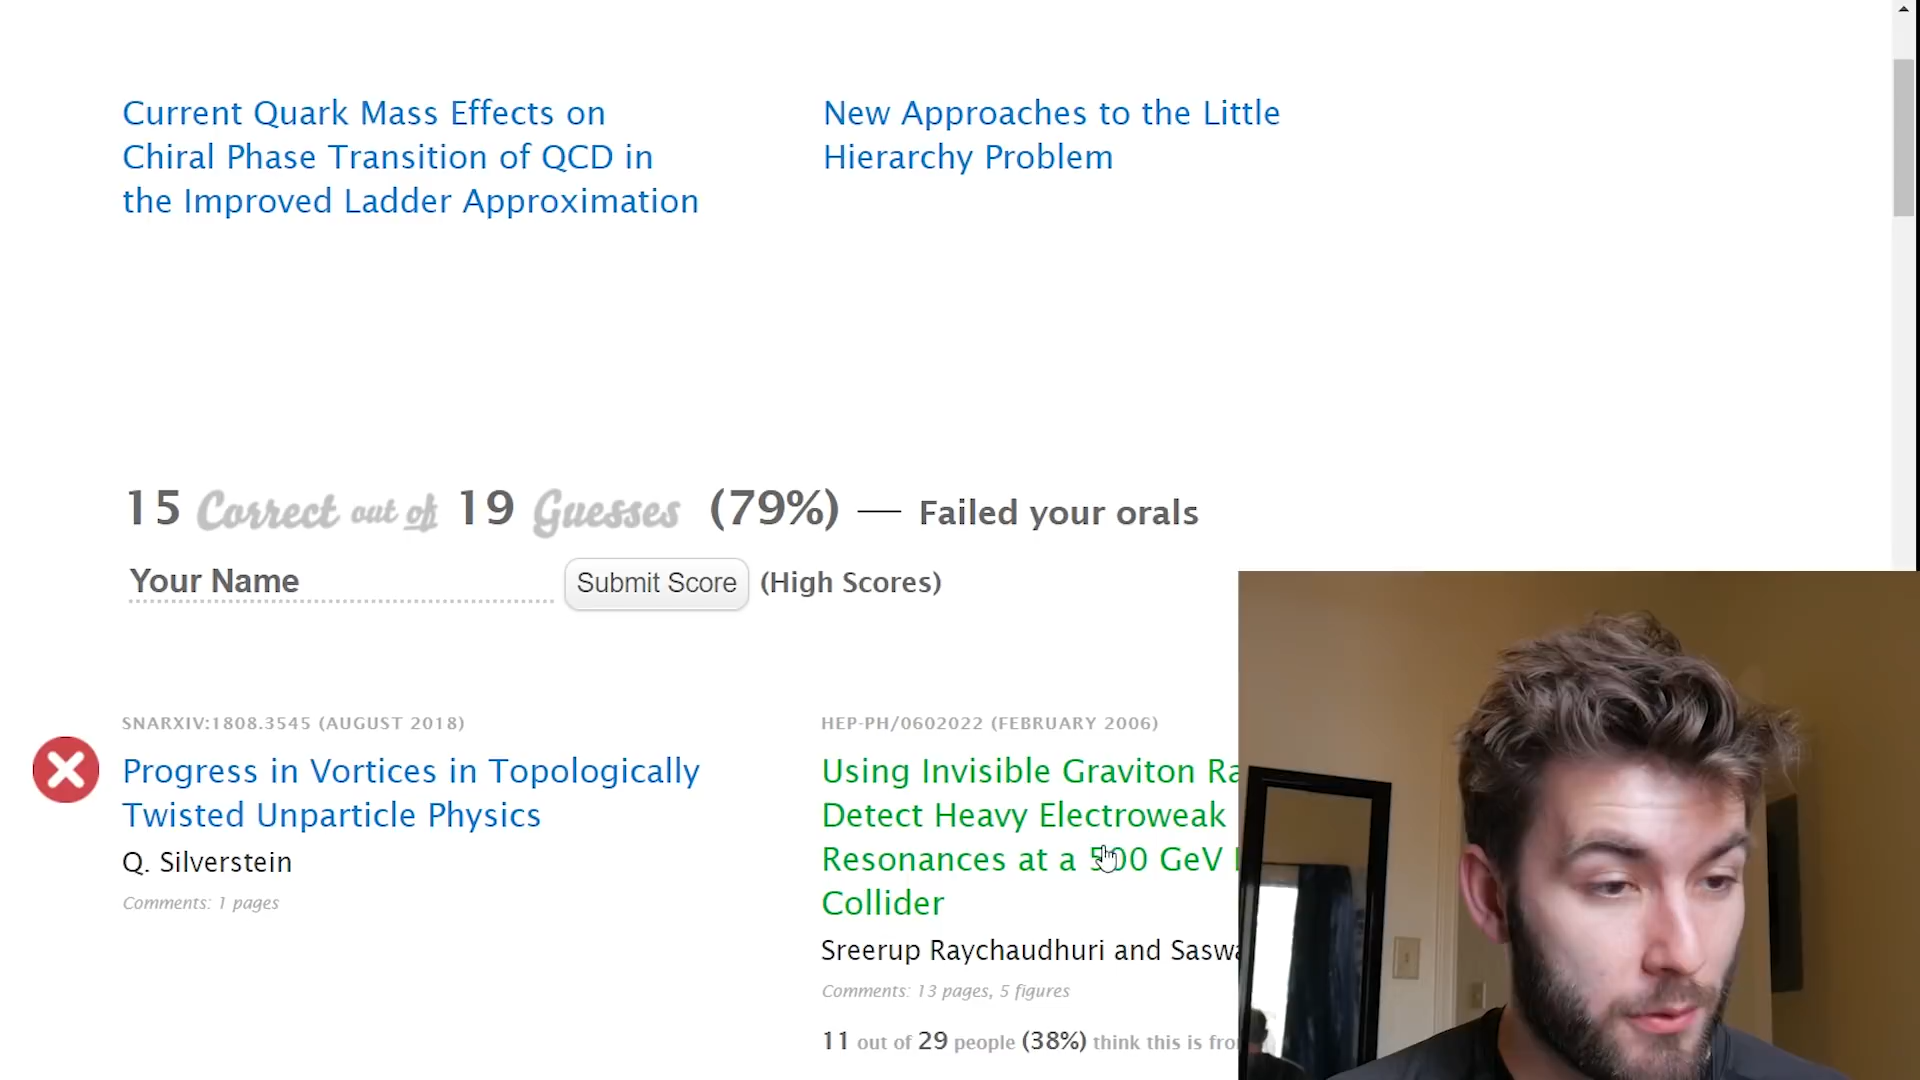 Current Quark Mass Effects on
Chiral Phase Transition of QCD in
the Improved Ladder Approximation
New Approaches to the Little
Hierarchy Problem
15 Correct out of 19 Guesses (79%) — Failed your orals
Your Name
Submit Score (High Scores)
SNARXIV:1808.3545 (AUGUST 2018)
Progress in Vortices in Topologically
Twisted Unparticle Physics
Q. Silverstein
Comments: 1 pages
HEP-PH/0602022 (FEBRUARY 2006)
Using Invisible Graviton
Detect Heavy Electroweak
Resonances at a 500 GeV
Collider
Sreerup Raychaudhuri and
Comments: 13 pages, 5 figures
11 out of 29 people (38%) think this is